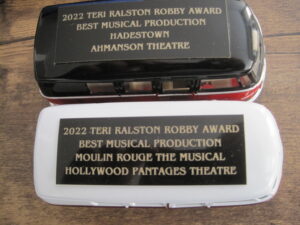 2022 TERI RALSTON ROBBY AWARD
BEST MUSICAL PRODUCTION
HADESTOWN
AHMANSON THEATRE
2022 TERI RALSTON ROBBY AWARD
BEST MUSICAL PRODUCTION
MOULIN ROUGE THE MUSICAL
HOLLYWOOD PANTAGES THEATRE